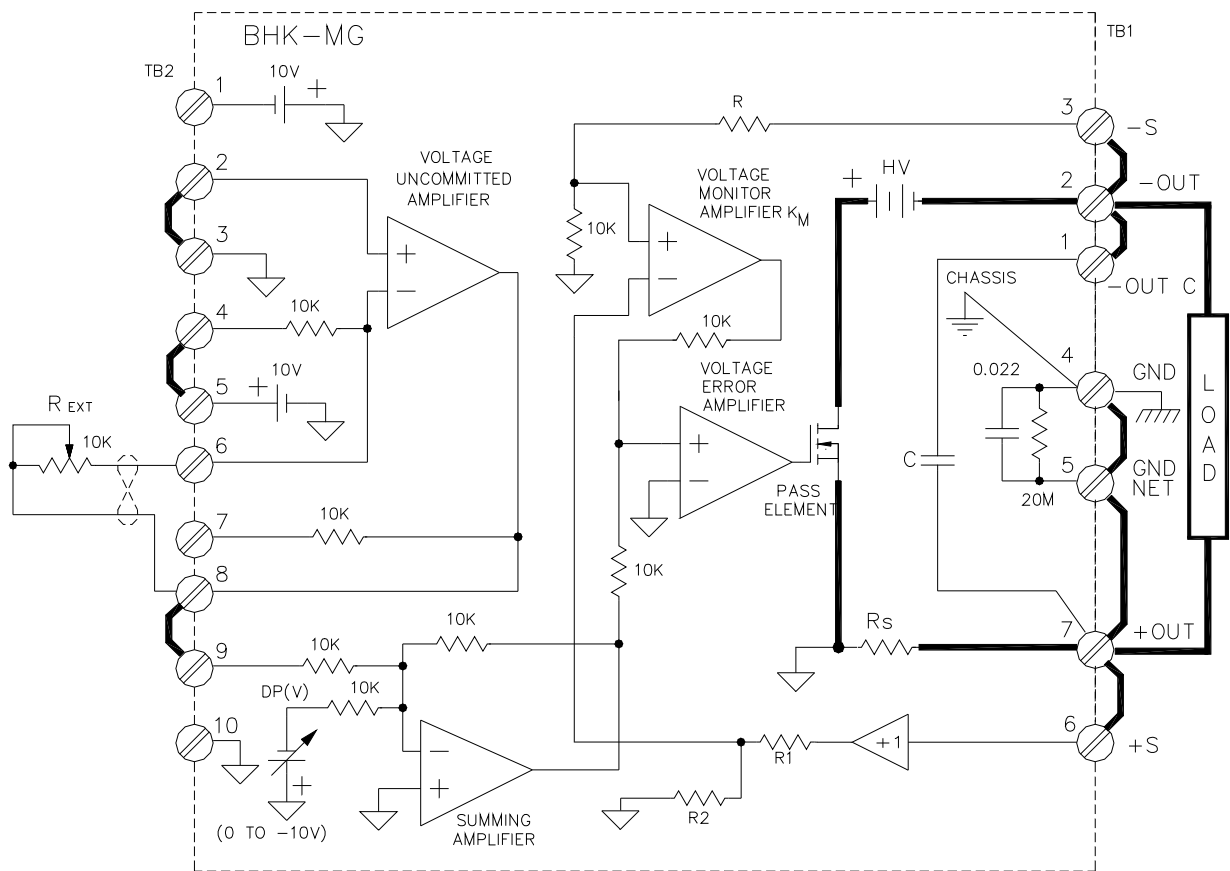 BHK-MG
TB1
TB2
1
10V
+
2
3
VOLTAGE
UNCOMMITTED
AMPLIFIER
+
−
4
10K
5
+
10V
R EXT
10K
6
7
10K
8
9
10K
10K
DP(V)
10K
10
+
(0 TO -10V)
−
+
SUMMING
AMPLIFIER
R
10K
VOLTAGE
MONITOR
AMPLIFIER KM
+
−
10K
VOLTAGE
ERROR
AMPLIFIER
+
−
10K
PASS
ELEMENT
+
HV
3
-S
2
-OUT
1
-OUT C
CHASSIS
4
GND
0.022
C
20M
5
GND
NET
LOAD
Rs
7
+OUT
6
+S
+1
R1
R2